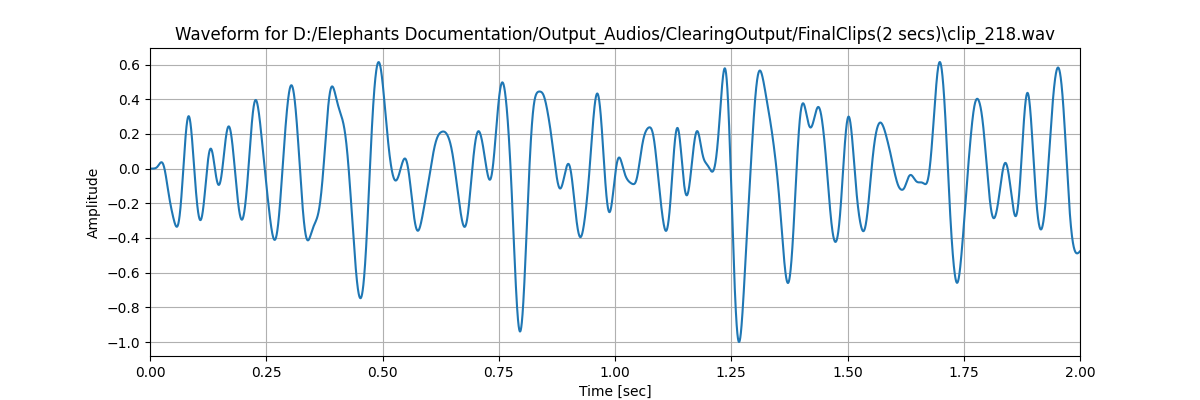 Waveform for D:/Elephants Documentation/Output_Audios/ClearingOutput/FinalClips(2 secs)\clip_218.wav
0.6
0.4
0.2
0.0
−0.2
−0.4
−0.6
−0.8
−1.0
Amplitude
0.00 0.25 0.50 0.75 1.00 1.25 1.50 1.75 2.00
Time [sec]